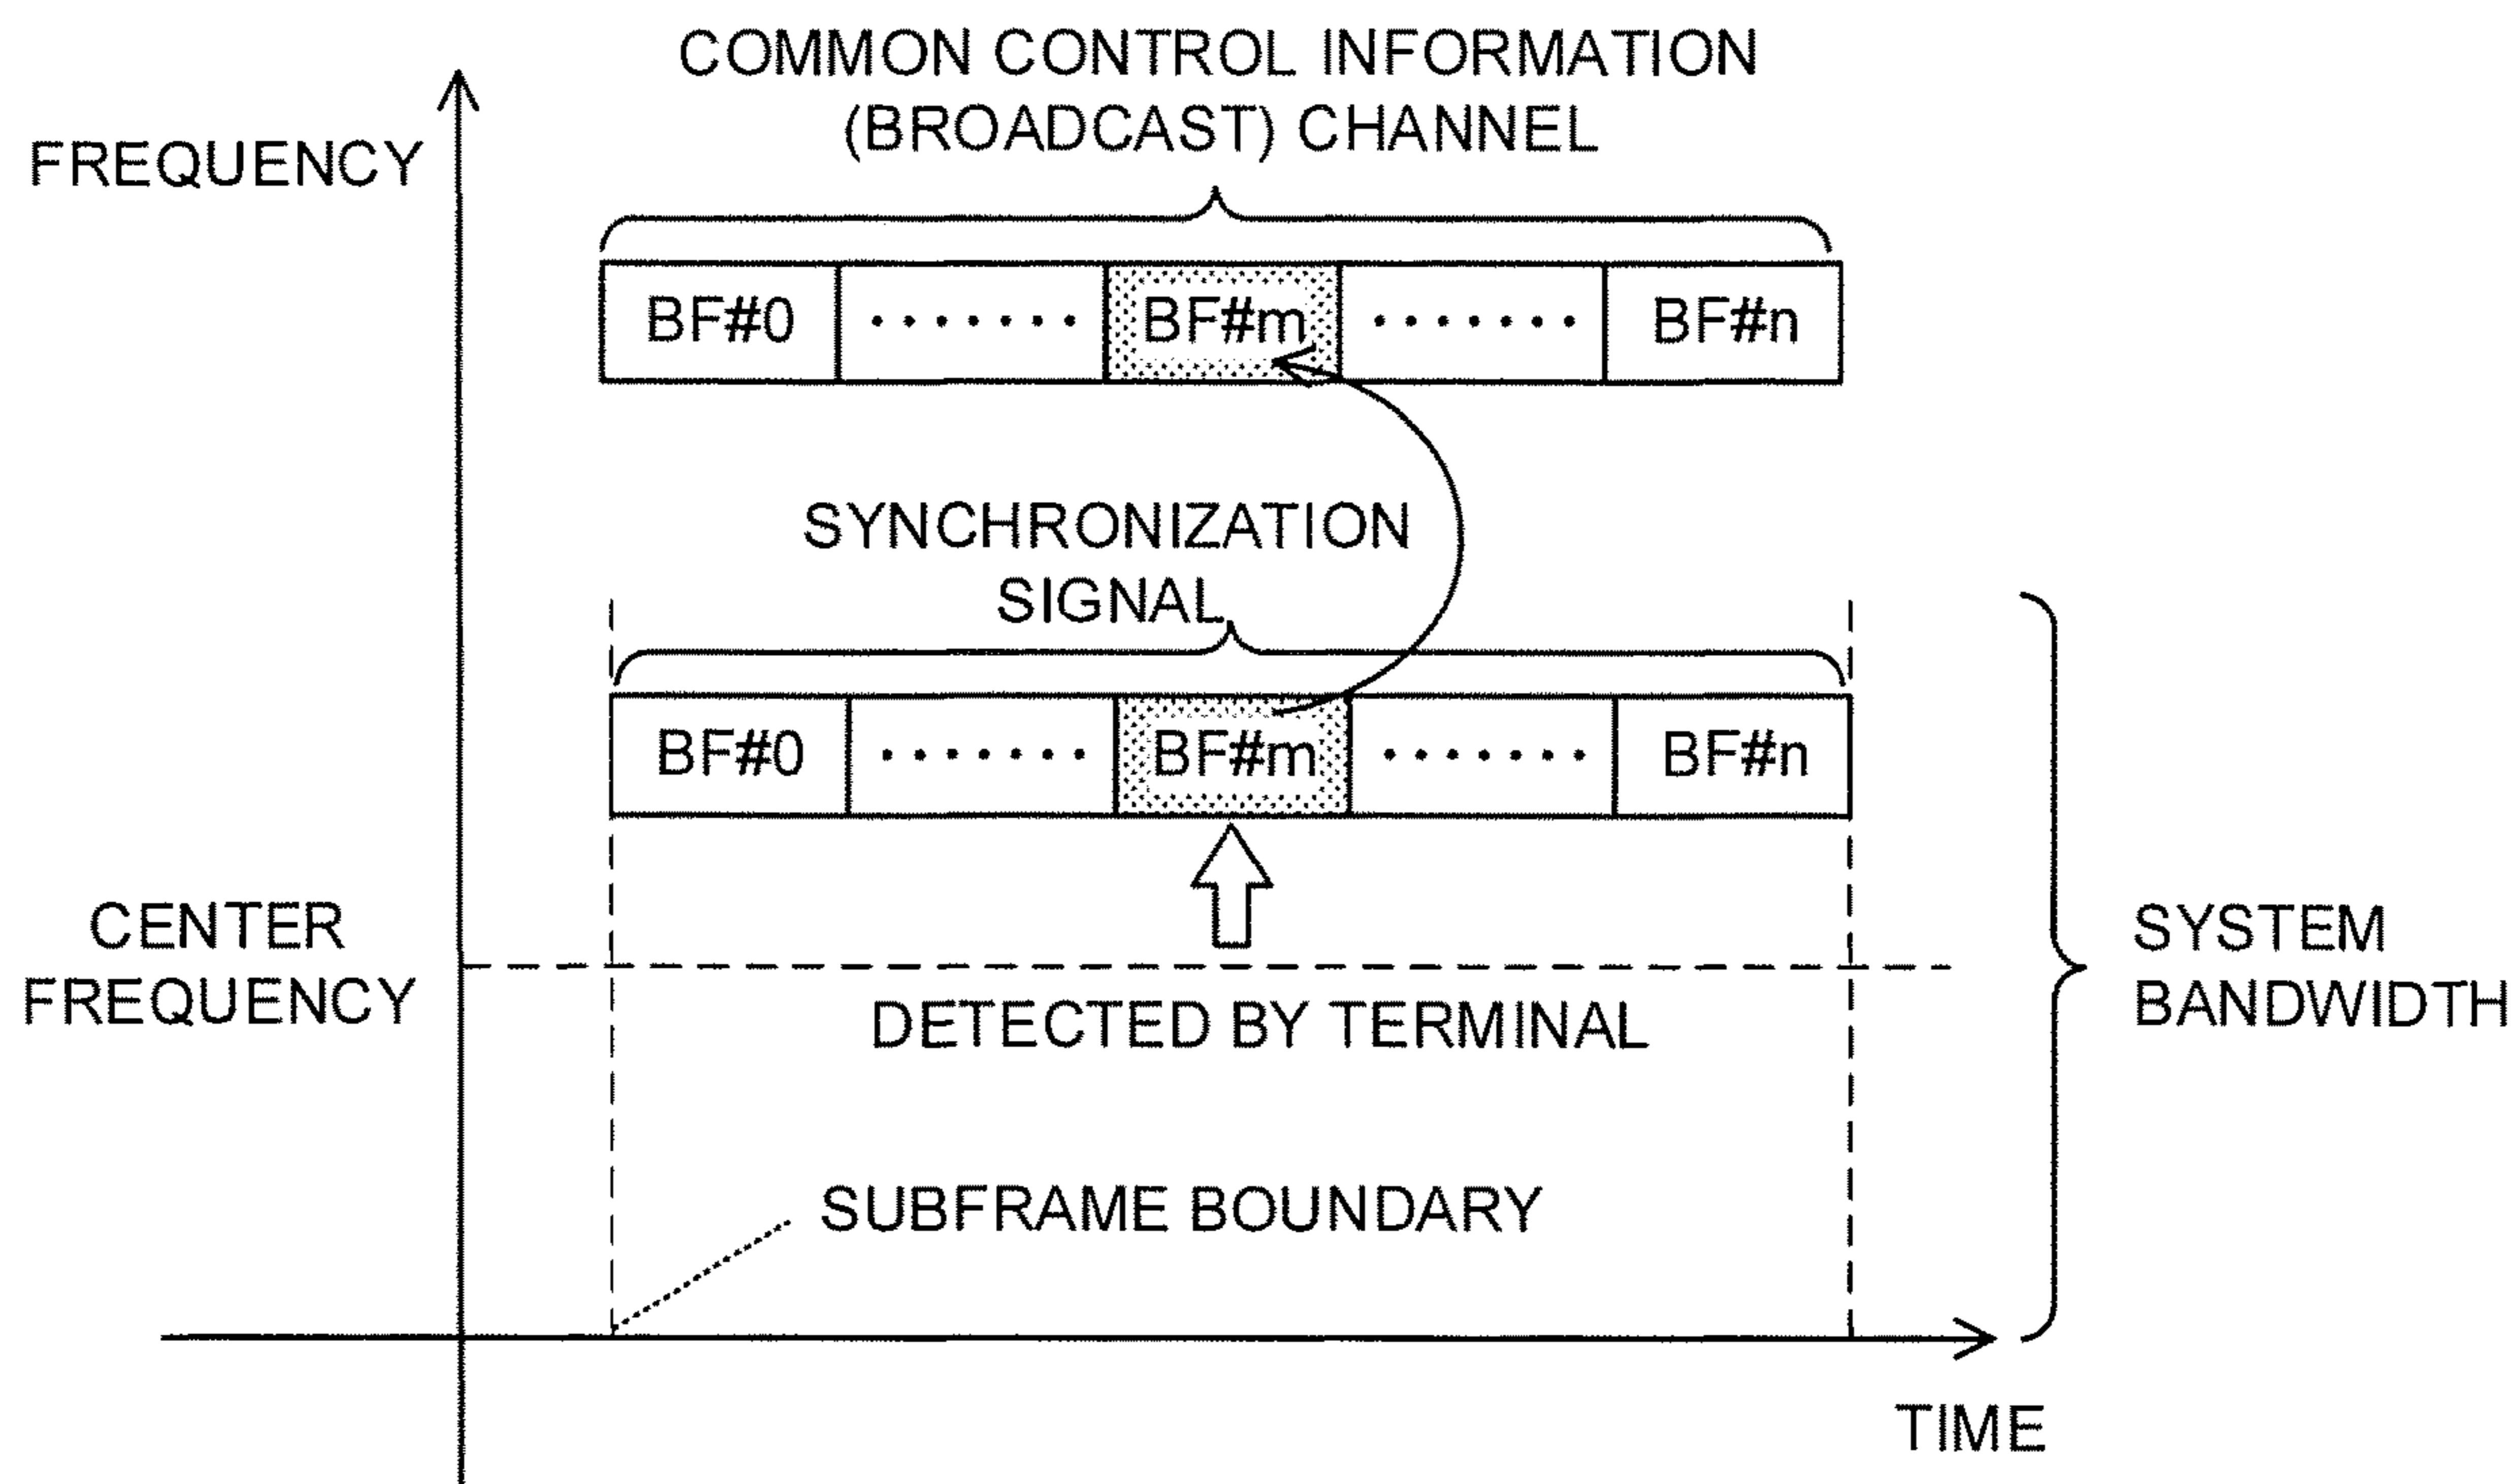 COMMON CONTROL INFORMATION
(BROADCAST) CHANNEL
FREQUENCY
BF#0 ....... BF#m ....... BF#n
SYNCHRONIZATION
SIGNAL
BF#0 ....... BF#m ....... BF#n
CENTER
FREQUENCY
SYSTEM
BANDWIDTH
DETECTED BY TERMINAL
SUBFRAME BOUNDARY
TIME